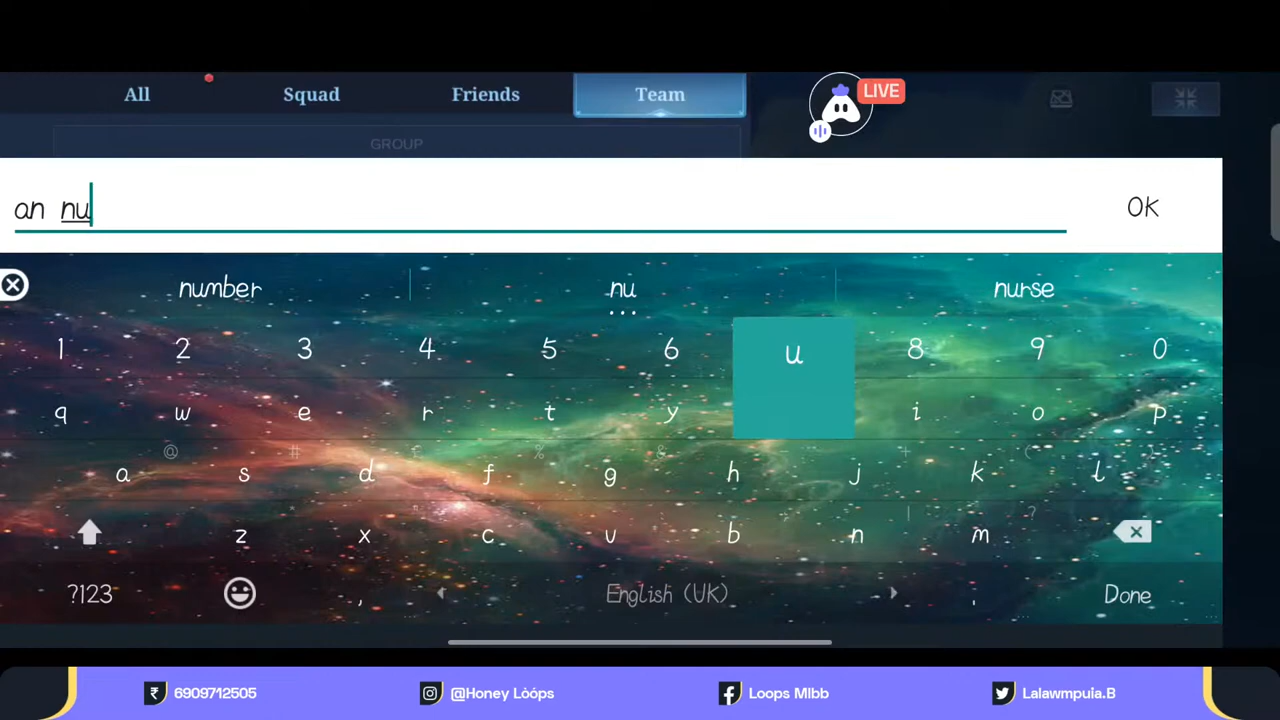 All Squad Friends Team LIVE
GROUP
an nu OK
number nu nurse
1 2 3 4 5 6 u 8 9 0
q w e r t y i o p
@ # % &
a s d f g h j k l
z x c v b n m
?123 , English (UK) . Done
₹ 6909712505 @Honey Lòóps Loops Mlbb Lalawmpuia.B